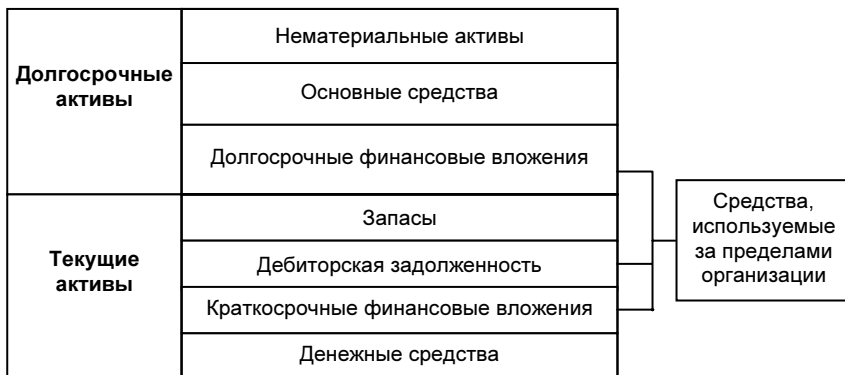 Долгосрочные
активы
Нематериальные активы
Основные средства
Долгосрочные финансовые вложения
Текущие
активы
Запасы
Дебиторская задолженность
Краткосрочные финансовые вложения
Денежные средства
Средства,
используемые
за пределами
организации